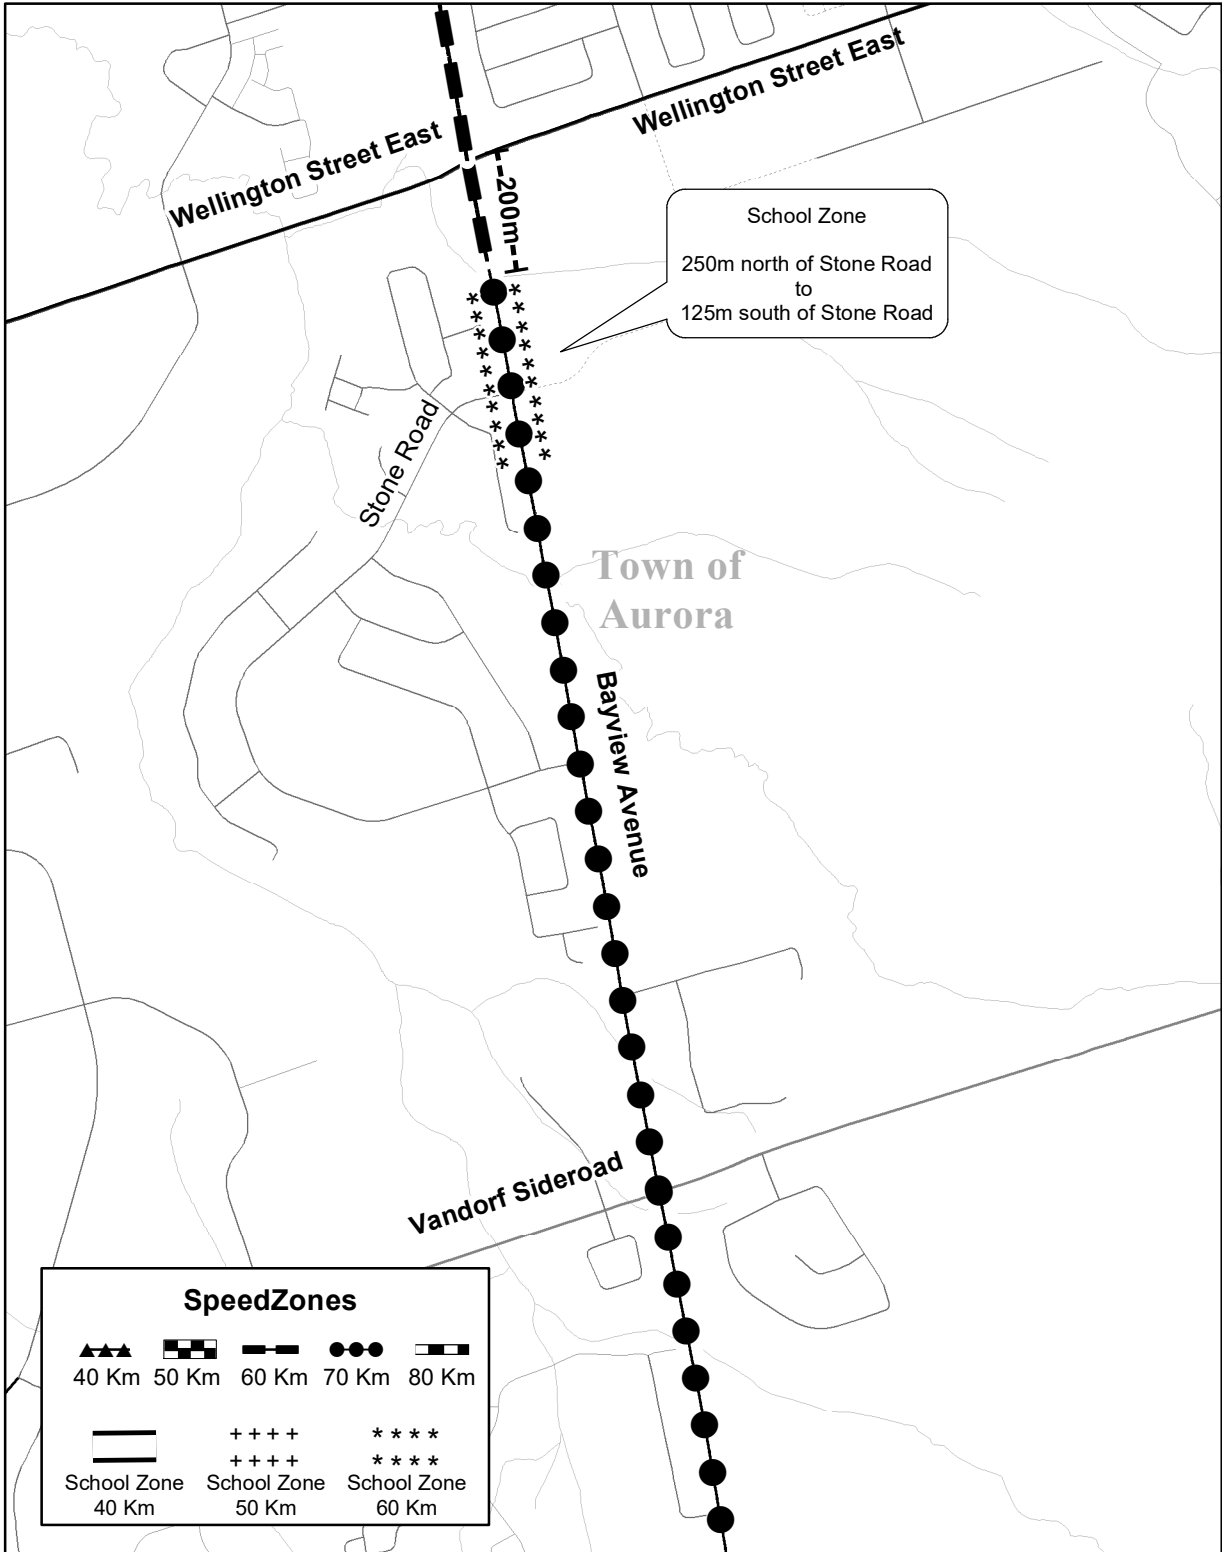 Wellington Street East
Wellington Street East
200m
School Zone
250m north of Stone Road
to
125m south of Stone Road
Stone Road
Town of
Aurora
Bayview Avenue
Vandorf Sideroad
SpeedZones
40 Km 50 Km 60 Km 70 Km 80 Km
+ + + + * * * *
+ + + + * * * *
School Zone School Zone School Zone
40 Km 50 Km 60 Km